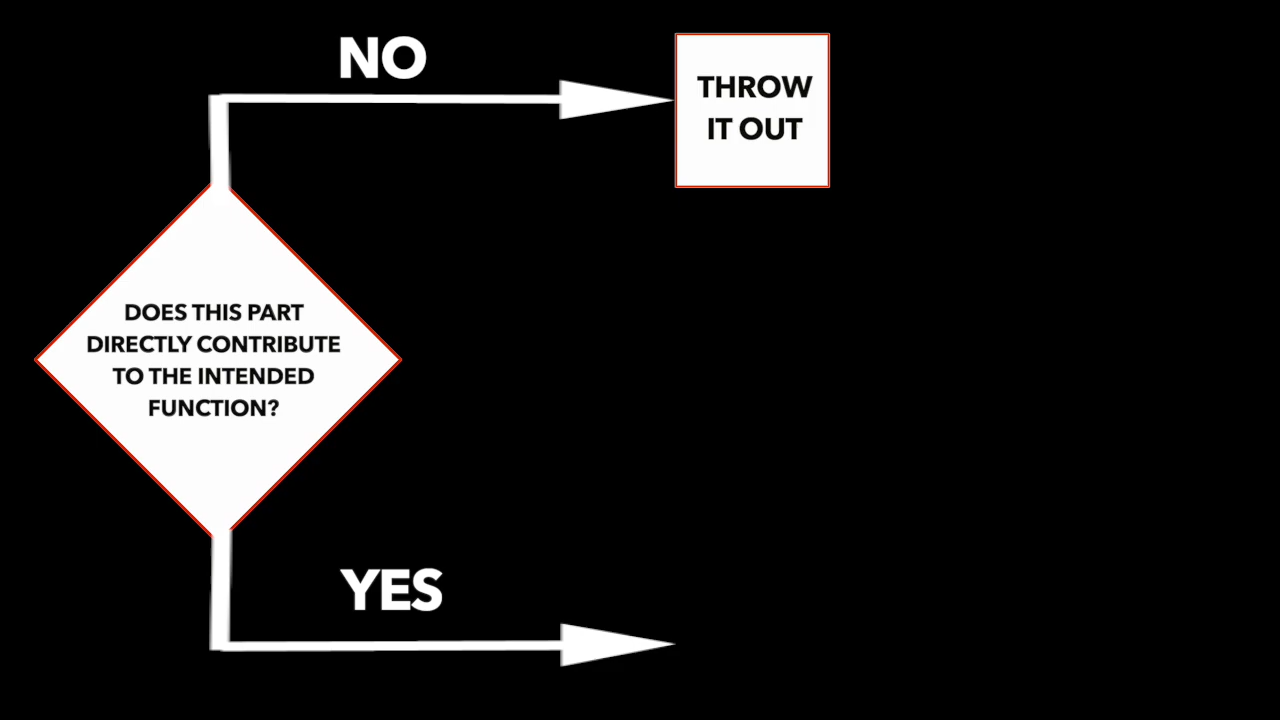 NO
THROW
IT OUT
DOES THIS PART
DIRECTLY CONTRIBUTE
TO THE INTENDED
FUNCTION?
YES